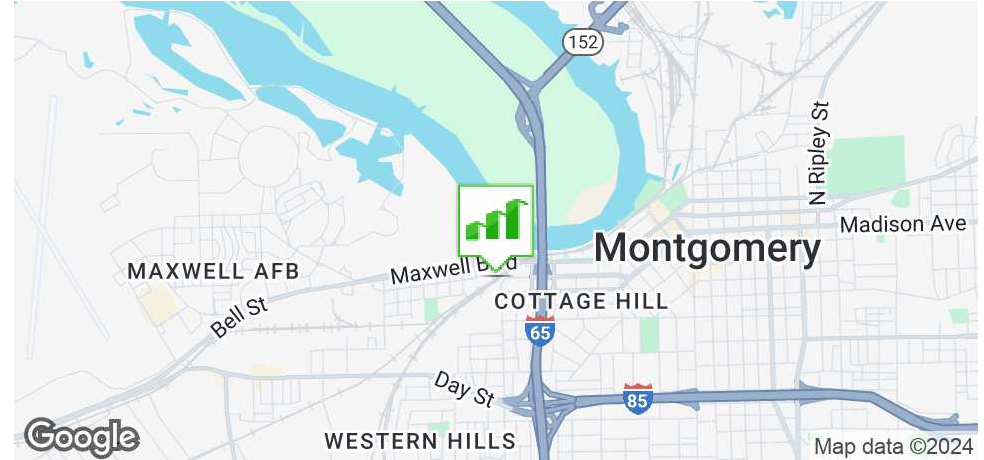 152
N Ripley St
Madison Ave
Montgomery
Maxwell Blvd
MAXWELL AFB
COTTAGE HILL
Bell St
65
Day St
85
WESTERN HILLS
Google
Map data ©2024